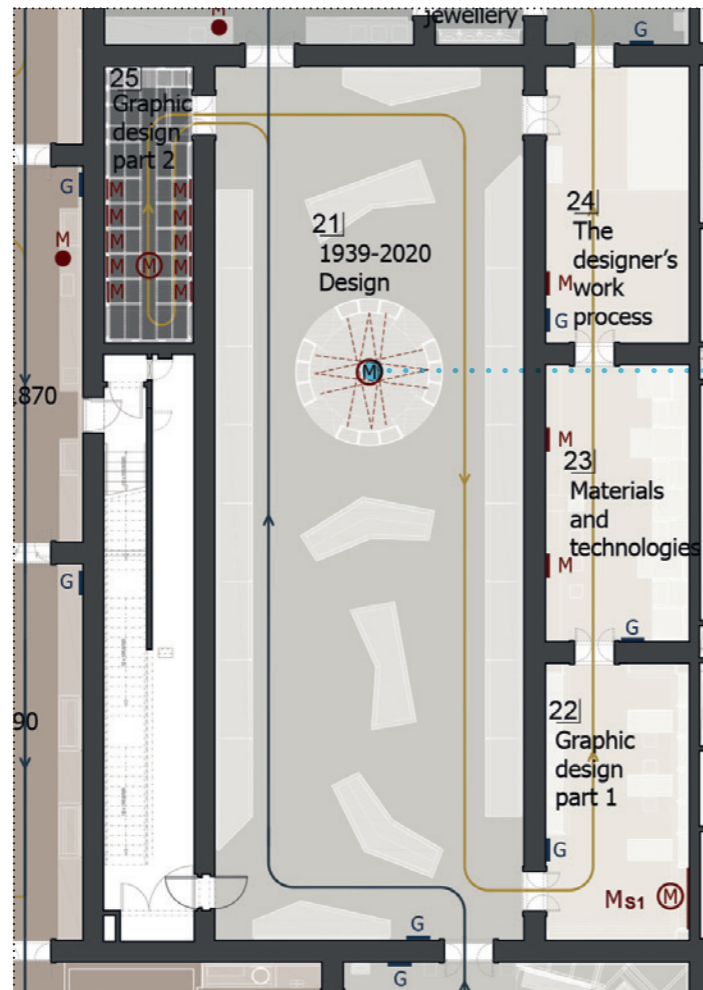 jewellery
M
G
25
Graphic
design
part 2
G
M
M M
M M
M M
M M M
M M
21
1939-2020
Design
M
24
The
designer's
work
process
M
G
870
M
23
Materials
and
technologies
M
G
G
90
22
Graphic
design
part 1
G
MS1 M
G
G